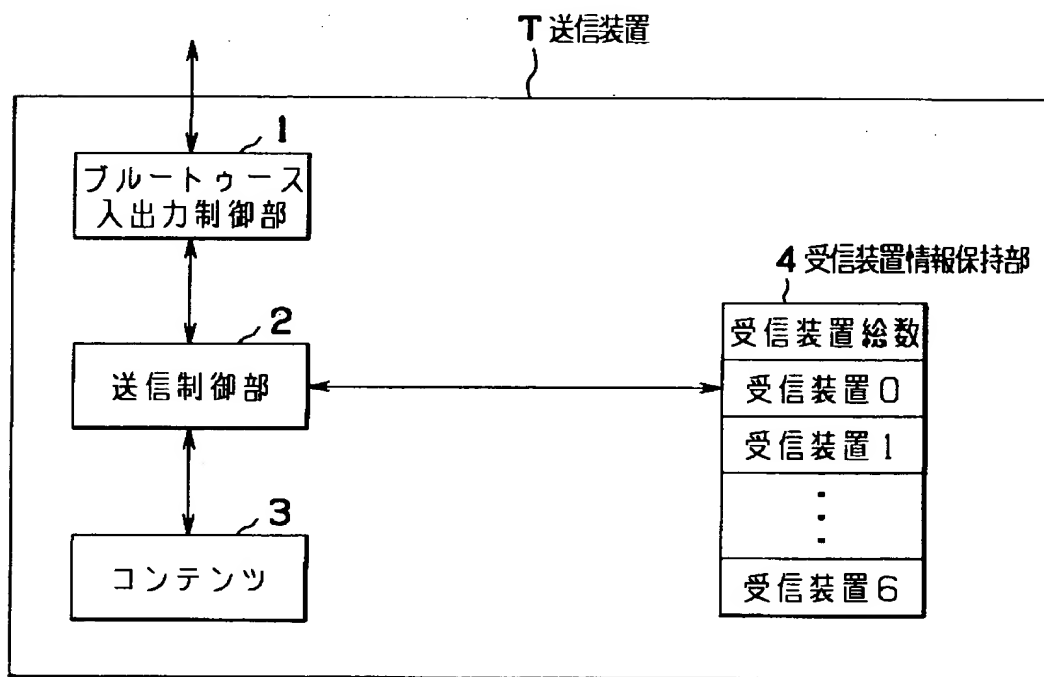 T 送信装置
1
ブルートゥース
入出力制御部
2
送信制御部
3
コンテンツ
4 受信装置情報保持部
受信装置総数
受信装置0
受信装置1
受信装置6